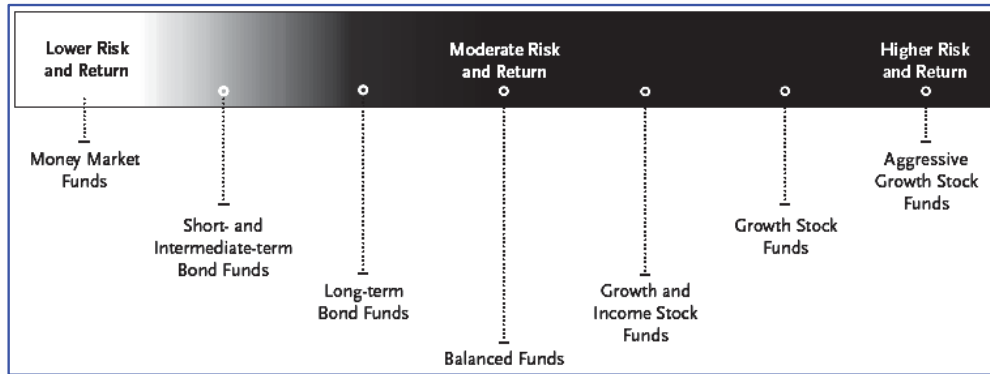 Lower Risk
and Return
Moderate Risk
and Return
Higher Risk
and Return
Money Market
Funds
Short- and
Intermediate-term
Bond Funds
Long-term
Bond Funds
Balanced Funds
Growth and
Income Stock
Funds
Growth Stock
Funds
Aggressive
Growth Stock
Funds